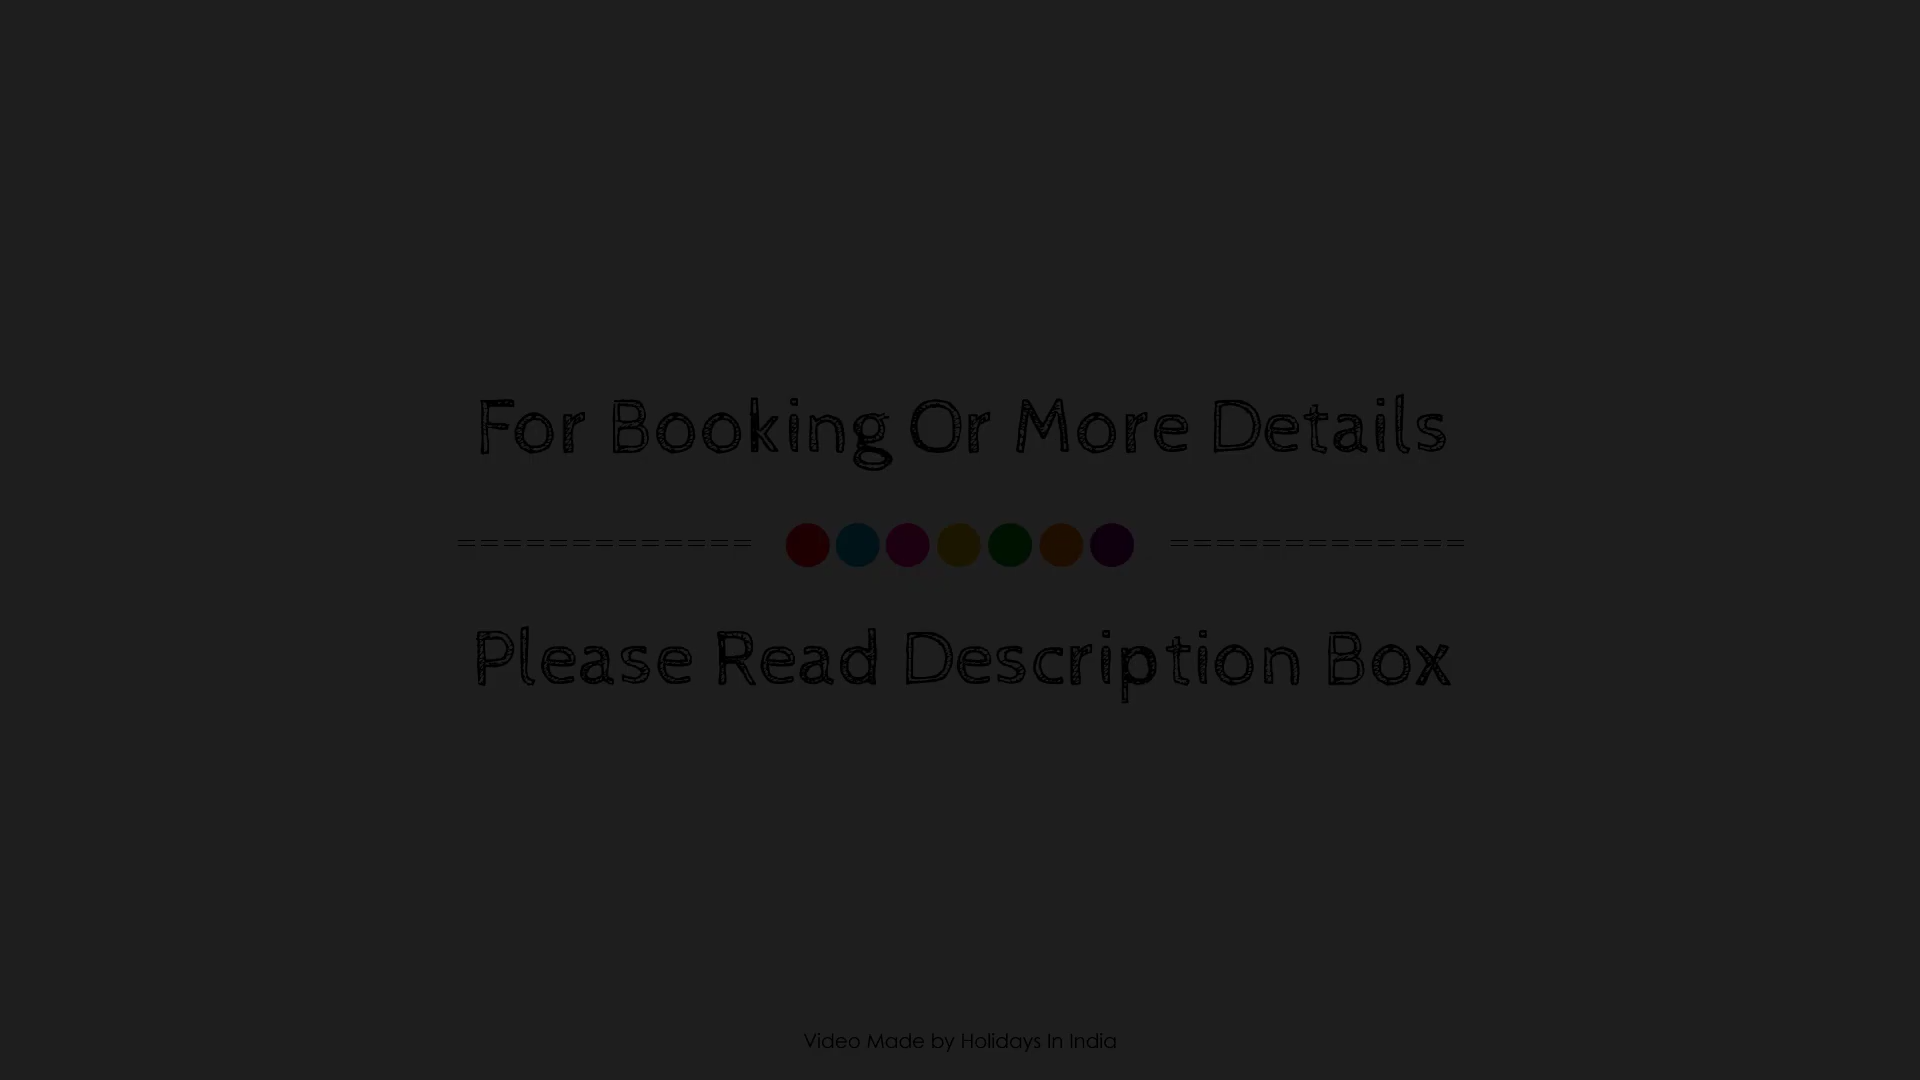 For Booking Or More Details
============= =============
Please Read Description Box
Video Made by Holidays In India